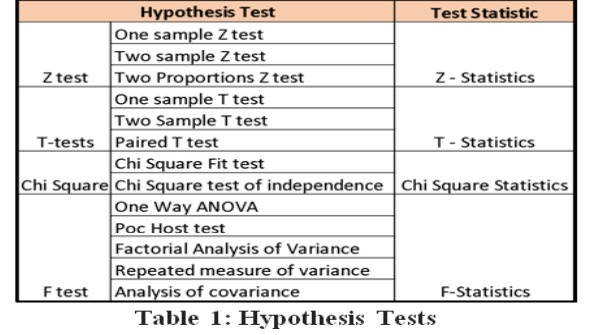 Hypothesis Test Test Statistic
One sample Z test
Two sample Z test
Z test Two Proportions Z test Z - Statistics
One sample T test
Two Sample T test
T-tests Paired T test T - Statistics
Chi Square Fit test
Chi Square Chi Square test of independence Chi Square Statistics
One Way ANOVA
Poc Host test
Factorial Analysis of Variance
Repeated measure of variance
F test Analysis of covariance F-Statistics
Table 1: Hypothesis Tests